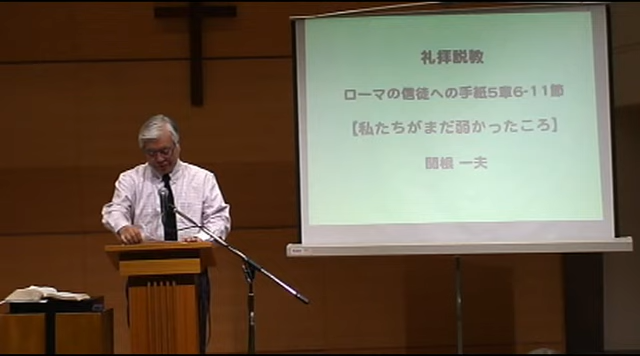 礼拝説教
ローマの信徒への手紙5章6-11節
【私たちがまだ弱かったころ】
関根 一夫